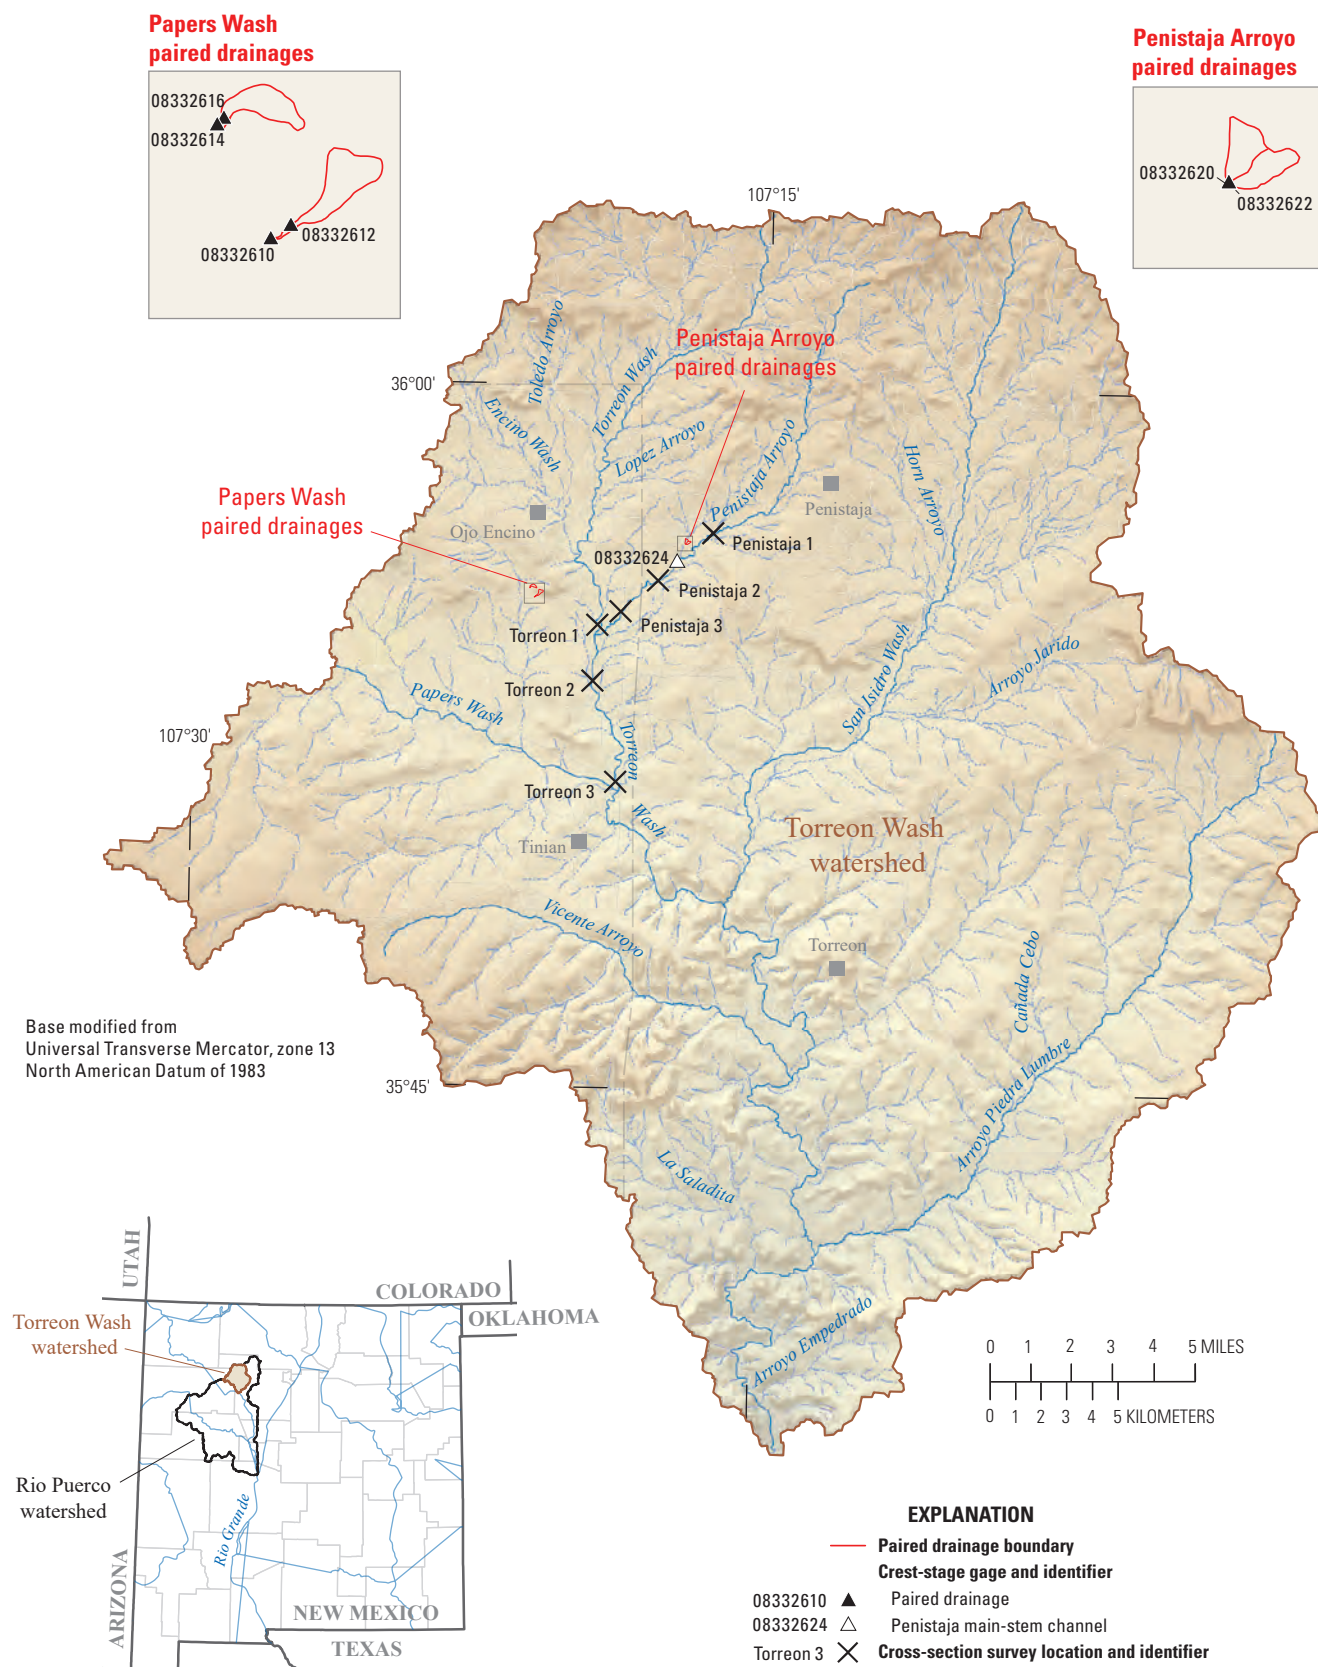 Papers Wash
paired drainages
08332616
08332614
08332612
08332610
Penistaja Arroyo
paired drainages
08332620
08332622
107°15'
36°00'
107°30'
35°45'
Toledo Arroyo
Encino Wash
Torreon Wash
Lopez Arroyo
Penistaja Arroyo
paired drainages
Penistaja Arroyo
Horn Arroyo
Penistaja
Ojo Encino
Papers Wash
paired drainages
08332624
Penistaja 1
Penistaja 2
Penistaja 3
Torreon 1
Torreon 2
Torreon 3
Papers Wash
Torreon
Wash
San Isidro Wash
Arroyo Jarido
Tinian
Torreon Wash
watershed
Vicente Arroyo
Torreon
Cañada Cebo
Arroyo Piedra Lumbre
La Saladita
Arroyo Empedrado
Base modified from
Universal Transverse Mercator, zone 13
North American Datum of 1983
UTAH
COLORADO
OKLAHOMA
Torreon Wash
watershed
Rio Puerco
watershed
Rio Grande
ARIZONA
NEW MEXICO
TEXAS
0 1 2 3 4 5 MILES
0 1 2 3 4 5 KILOMETERS
EXPLANATION
Paired drainage boundary
Crest-stage gage and identifier
08332610 Paired drainage
08332624 Penistaja main-stem channel
Torreon 3 Cross-section survey location and identifier